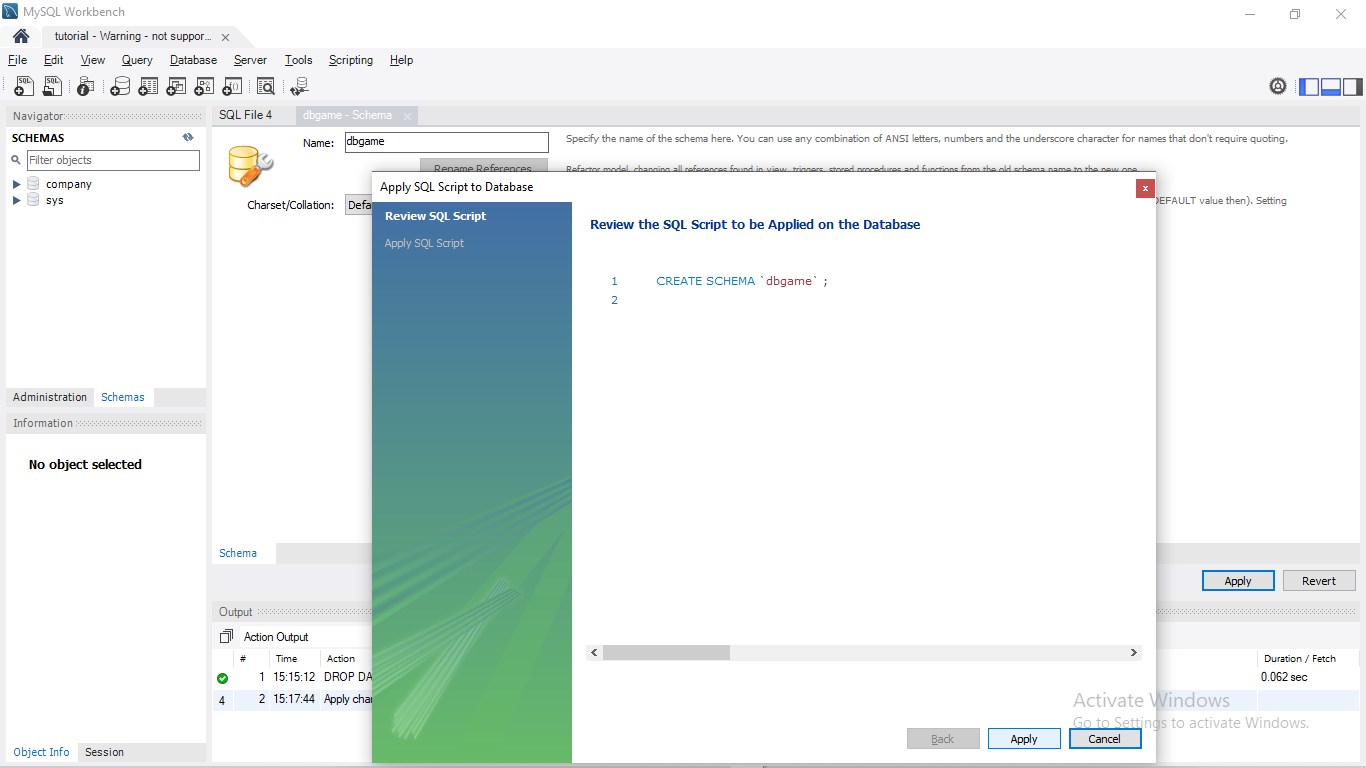 MySQL Workbench
tutorial - Warning - not suppor...
File Edit View Query Database Server Tools Scripting Help
Navigator
SCHEMAS
Filter objects
company
sys
Administration Schemas
Information
No object selected
Object Info Session
SQL File 4 dbgame - Schema
Name: dbgame
Specify the name of the schema here. You can use any combination of ANSI letters, numbers and the underscore character for names that don't require quoting.
Rename References
Refactor model, changing all references found in view, triggers, stored procedures and functions from the old schema name to the new one.
Charset/Collation: Defa
DEFAULT value then). Setting
Apply SQL Script to Database
x
Review SQL Script
Apply SQL Script
Review the SQL Script to be Applied on the Database
1 CREATE SCHEMA `dbgame` ;
2
Back Apply Cancel
Schema
Apply Revert
Output
Action Output
# Time Action Duration / Fetch
1 15:15:12 DROP DA 0.062 sec
4 2 15:17:44 Apply cha
Activate Windows
Go to Settings to activate Windows.